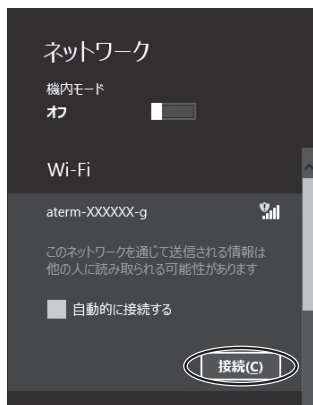 ネットワーク
機内モード
オフ
Wi-Fi
aterm-XXXXXX-g
このネットワークを通じて送信される情報は
他の人に読み取られる可能性があります
自動的に接続する
接続(C)